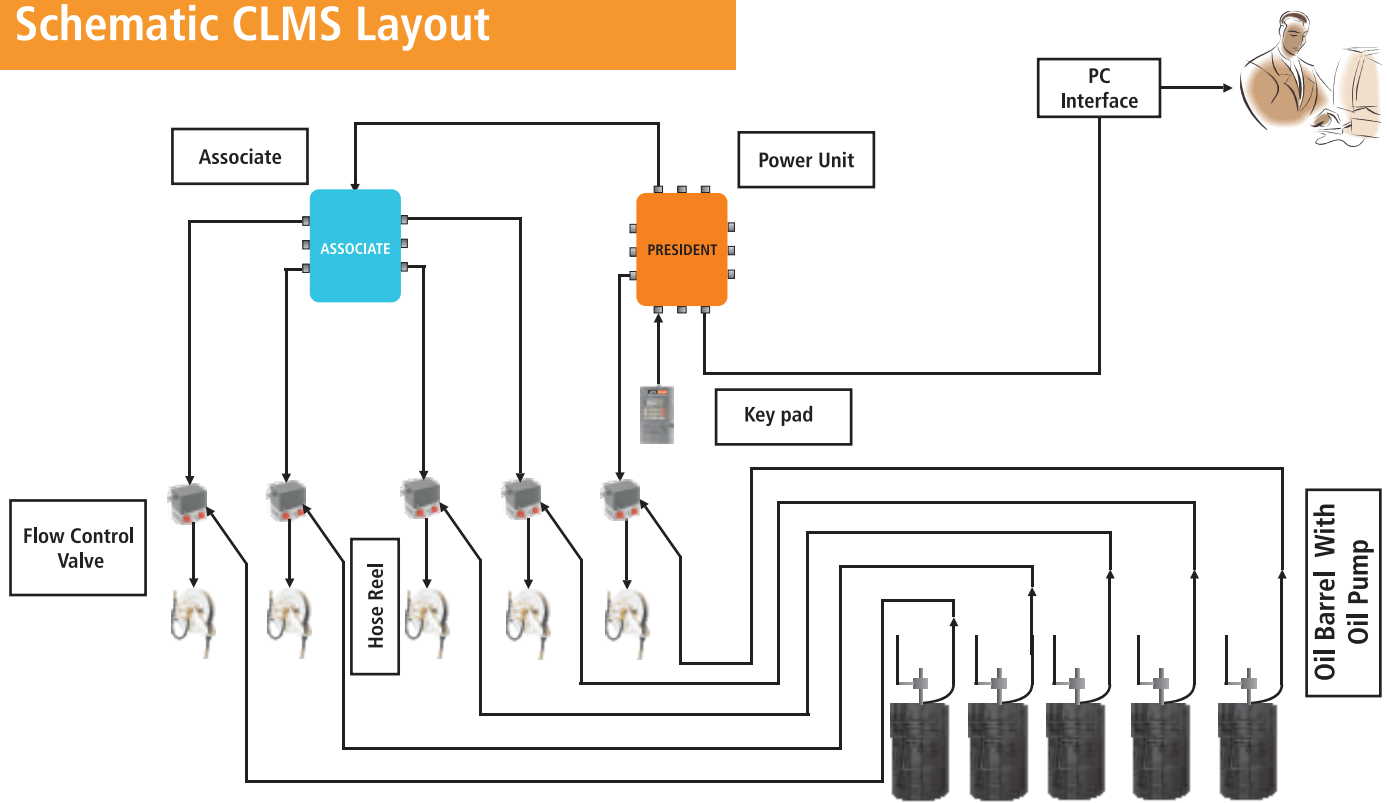 Schematic CLMS Layout
PC
Interface
Associate
Power Unit
ASSOCIATE
PRESIDENT
Key pad
Flow Control
Valve
Hose Reel
Oil Barrel With
Oil Pump